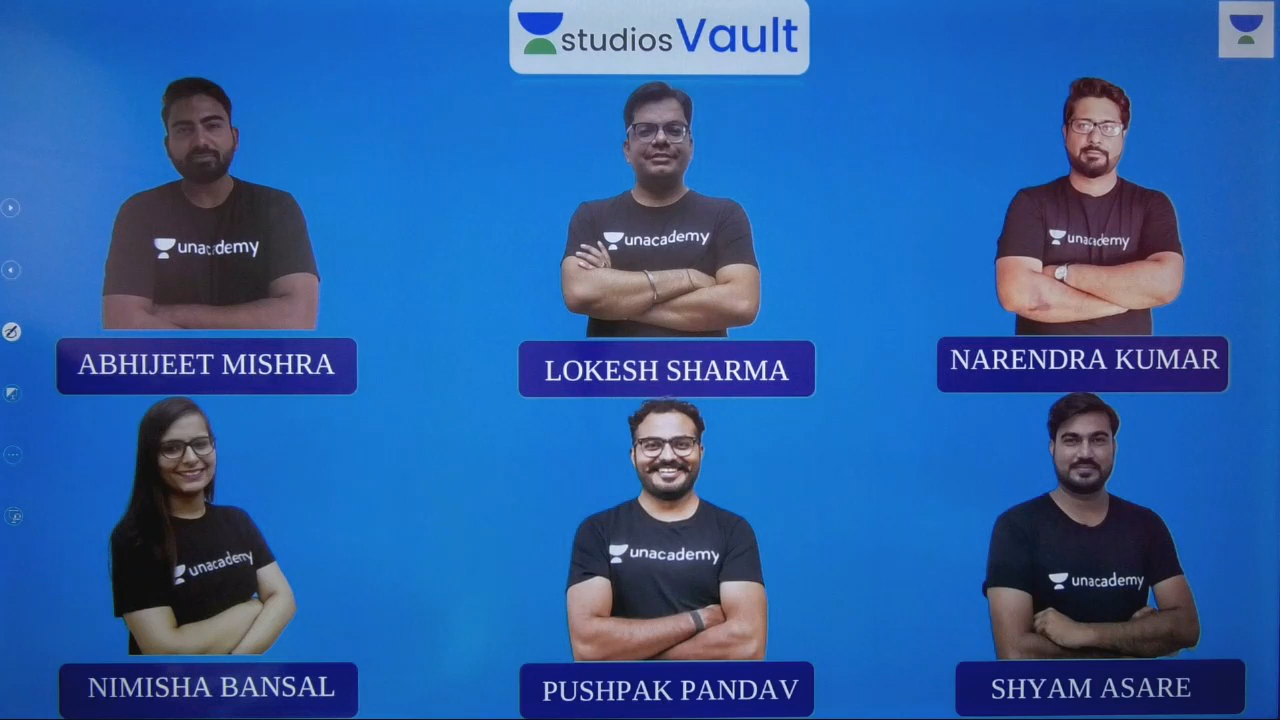 studios Vault
unacademy
unacademy
unacademy
ABHIJEET MISHRA
LOKESH SHARMA
NARENDRA KUMAR
unacademy
unacademy
unacademy
NIMISHA BANSAL
PUSHPAK PANDAV
SHYAM ASARE